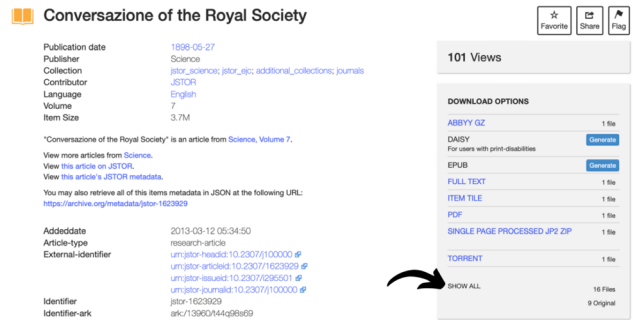 Conversazione of the Royal Society
Favorite
Share
Flag
Publication date 1898-05-27
Publisher Science
Collection jstor_science; jstor_ejc; additional_collections; journals
Contributor JSTOR
Language English
Volume 7
Item Size 3.7M
"Conversazione of the Royal Society" is an article from Science, Volume 7.
View more articles from Science.
View this article on JSTOR.
View this article's JSTOR metadata.
You may also retrieve all of this items metadata in JSON at the following URL:
https://archive.org/metadata/jstor-1623929
Addeddate 2013-03-12 05:34:50
Article-type research-article
External-identifier urn:jstor-headid:10.2307/j100000
urn:jstor-articleid:10.2307/1623929
urn:jstor-issueid:10.2307/i295501
urn:jstor-journalid:10.2307/j100000
Identifier jstor-1623929
Identifier-ark ark:/13960/t44q98s69
101 Views
DOWNLOAD OPTIONS
ABBYY GZ 1 file
DAISY Generate
For users with print-disabilities
EPUB Generate
FULL TEXT 1 file
ITEM TILE 1 file
PDF 1 file
SINGLE PAGE PROCESSED JP2 ZIP 1 file
TORRENT 1 file
SHOW ALL 16 Files
9 Original